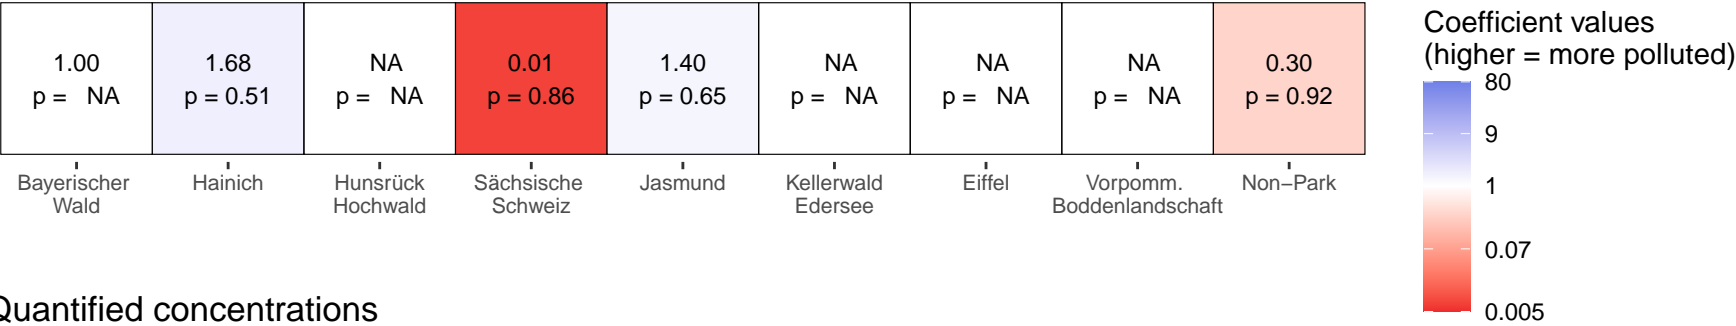 1.00
p =   NA
1.68
p = 0.51
NA
p =   NA
0.01
p = 0.86
1.40
p = 0.65
NA
p =   NA
NA
p =   NA
NA
p =   NA
0.30
p = 0.92
Bayerischer
Wald
Hainich
Hunsrück
Hochwald
Sächsische
Schweiz
Jasmund
Kellerwald
Edersee
Eiffel
Vorpomm.
Boddenlandschaft
Non−Park
Coefficient values
(higher = more polluted)
80
9
1
0.07
0.005
Quantified concentrations